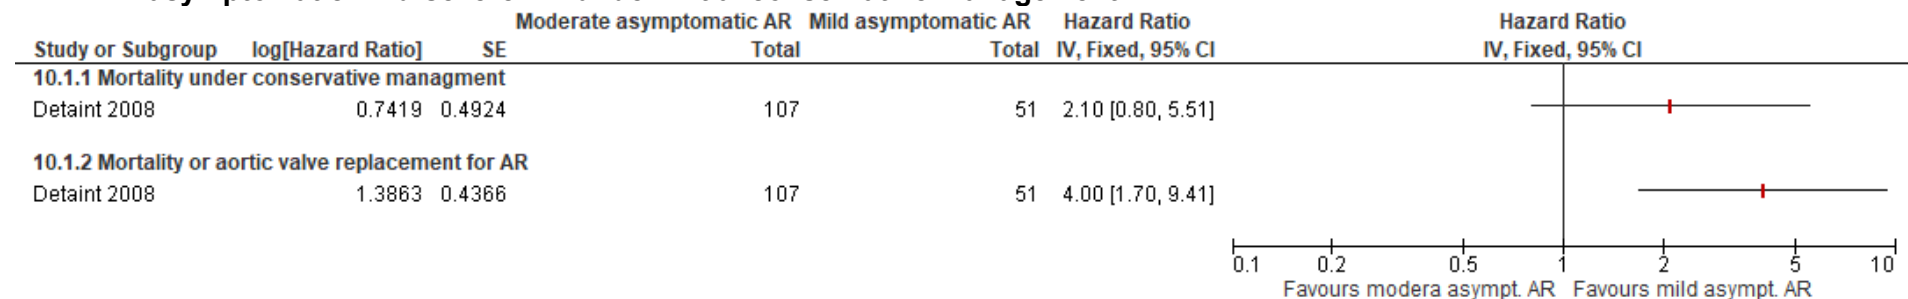 Moderate asymptomatic AR Mild asymptomatic AR Hazard Ratio Hazard Ratio
Study or Subgroup log[Hazard Ratio] SE Total Total IV, Fixed, 95% CI IV, Fixed, 95% CI
10.1.1 Mortality under conservative managment
Detaint 2008 0.7419 0.4924 107 51 2.10 [0.80, 5.51]
10.1.2 Mortality or aortic valve replacement for AR
Detaint 2008 1.3863 0.4366 107 51 4.00 [1.70, 9.41]
0.1 0.2 0.5 1 2 5 10
Favours modera asympt. AR Favours mild asympt. AR